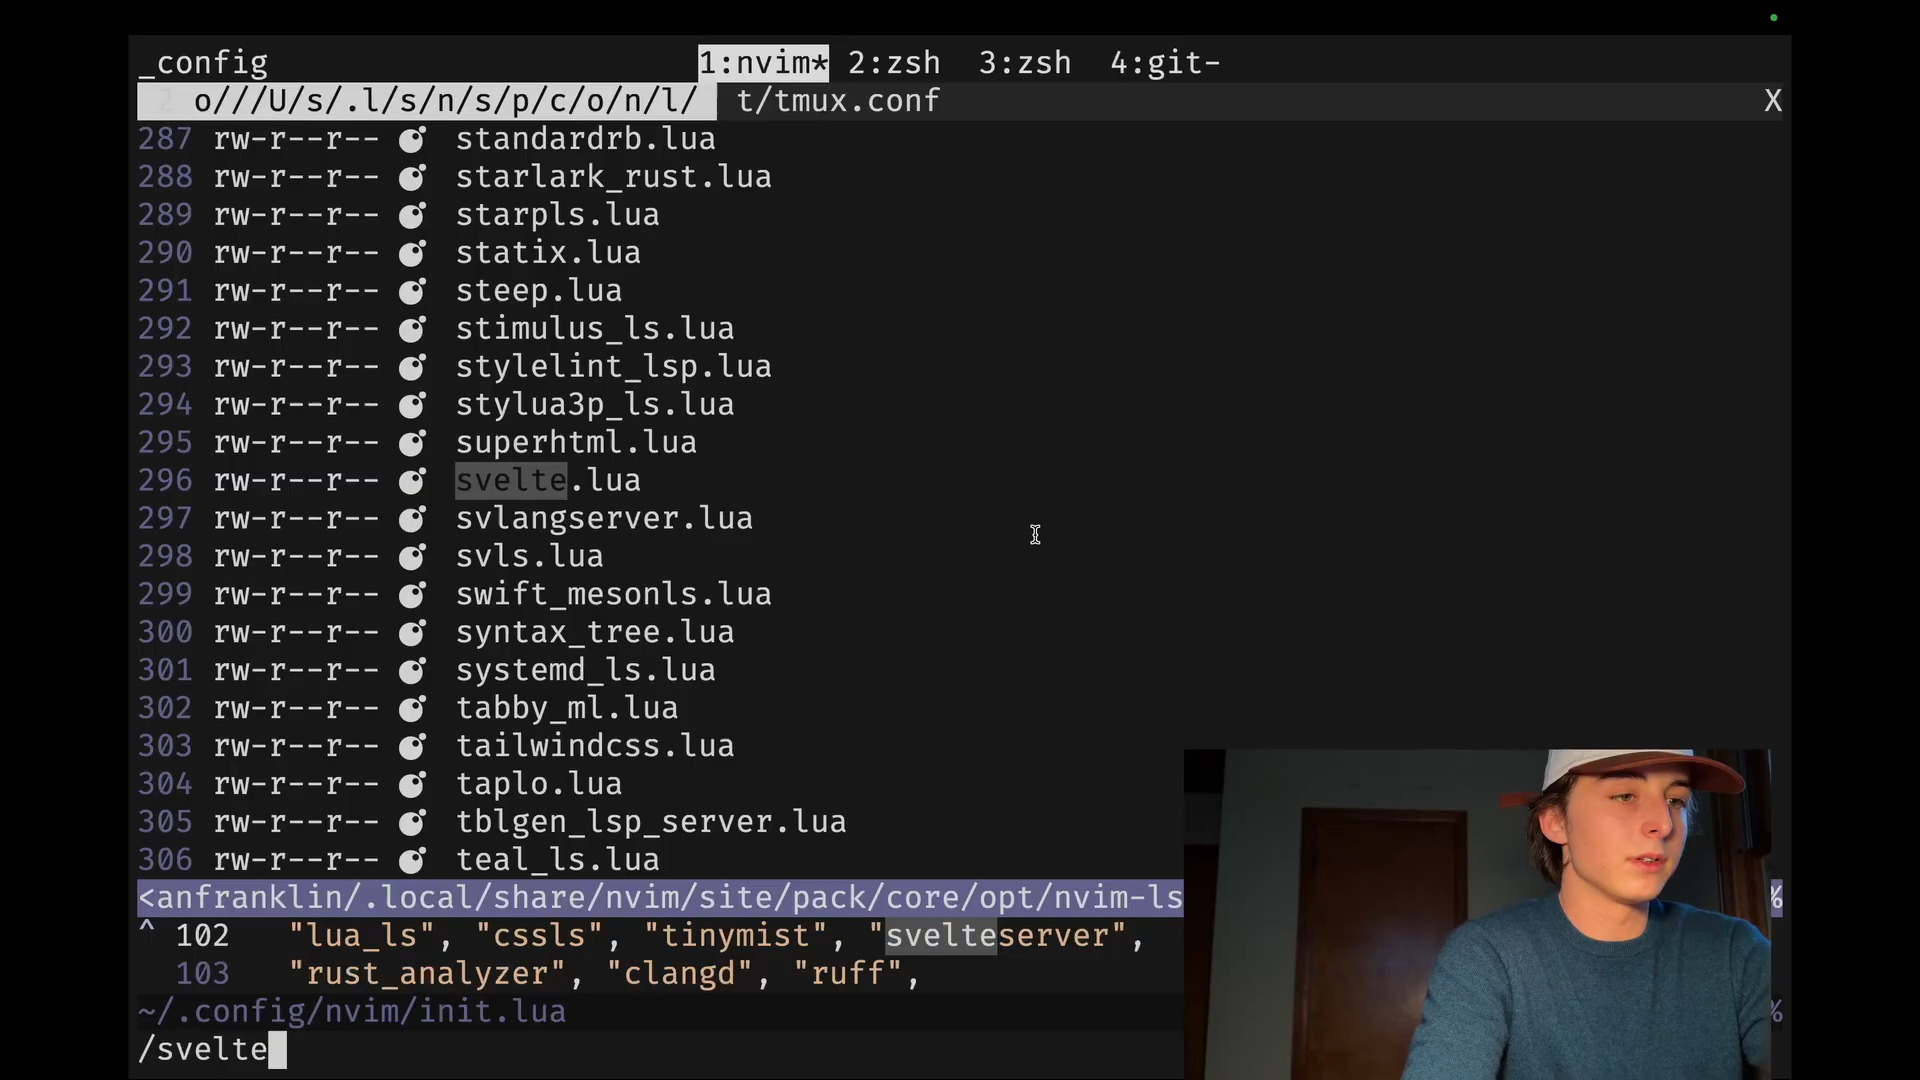 _config 1:nvim* 2:zsh 3:zsh 4:git-
2 o///U/s/.l/s/n/s/p/c/o/n/l/ t/tmux.conf X
287 rw-r--r-- standardrb.lua
288 rw-r--r-- starlark_rust.lua
289 rw-r--r-- starpls.lua
290 rw-r--r-- statix.lua
291 rw-r--r-- steep.lua
292 rw-r--r-- stimulus_ls.lua
293 rw-r--r-- stylelint_lsp.lua
294 rw-r--r-- stylua3p_ls.lua
295 rw-r--r-- superhtml.lua
296 rw-r--r-- svelte.lua
297 rw-r--r-- svlangserver.lua
298 rw-r--r-- svls.lua
299 rw-r--r-- swift_mesonls.lua
300 rw-r--r-- syntax_tree.lua
301 rw-r--r-- systemd_ls.lua
302 rw-r--r-- tabby_ml.lua
303 rw-r--r-- tailwindcss.lua
304 rw-r--r-- taplo.lua
305 rw-r--r-- tblgen_lsp_server.lua
306 rw-r--r-- teal_ls.lua
<anfranklin/.local/share/nvim/site/pack/core/opt/nvim-ls %
^ 102 "lua_ls", "cssls", "tinymist", "svelteserver",
103 "rust_analyzer", "clangd", "ruff",
~/.config/nvim/init.lua %
/svelte